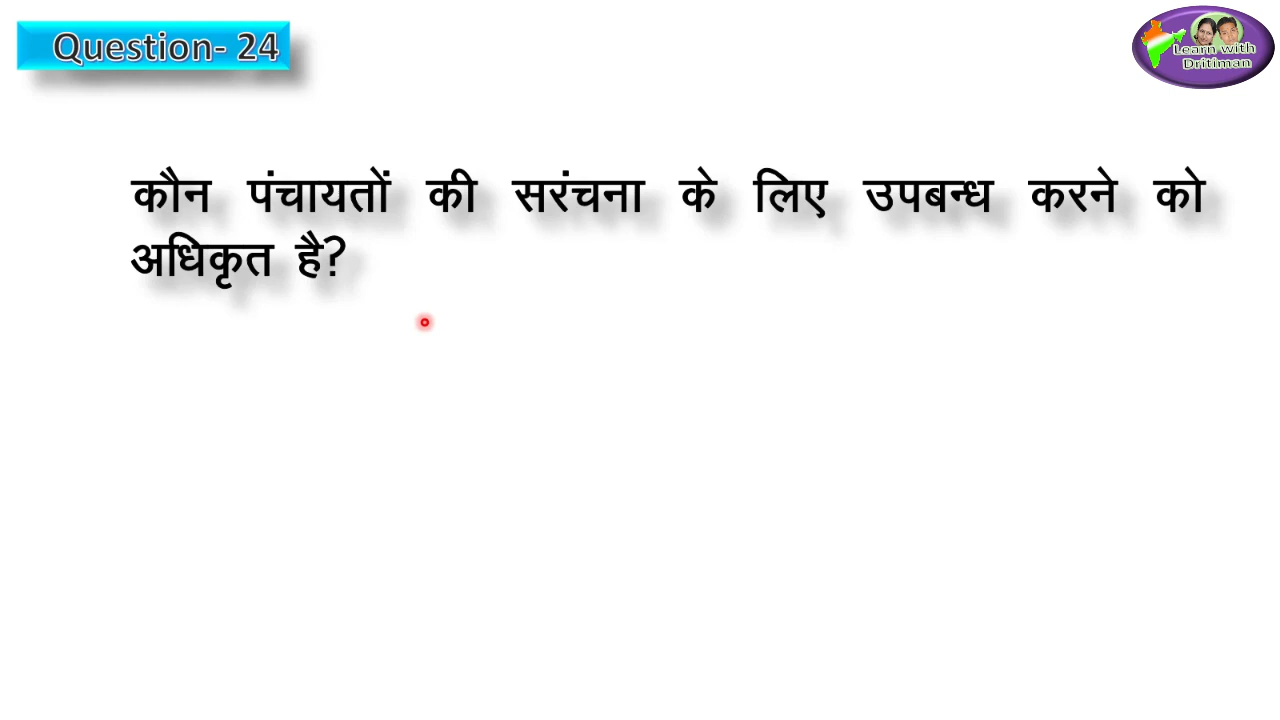 Question- 24
Learn with
Dritiman
कौन पंचायतों की सरंचना के लिए उपबन्ध करने को
अधिकृत है?